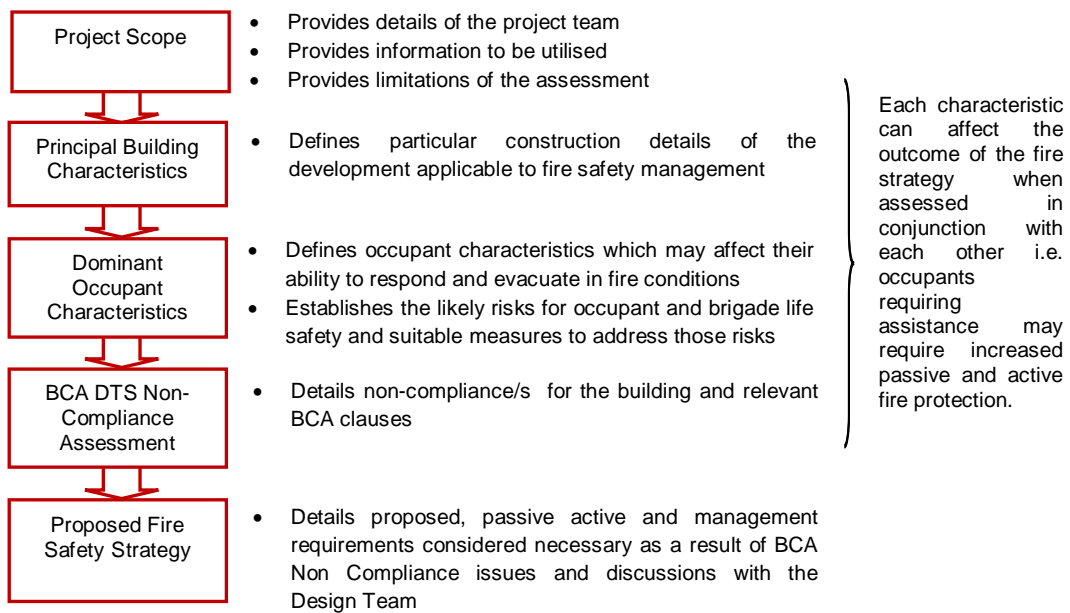 Project Scope
• Provides details of the project team
• Provides information to be utilised
• Provides limitations of the assessment
Principal Building
Characteristics
• Defines particular construction details of the
development applicable to fire safety management
Dominant
Occupant
Characteristics
• Defines occupant characteristics which may affect their
ability to respond and evacuate in fire conditions
• Establishes the likely risks for occupant and brigade life
safety and suitable measures to address those risks
BCA DTS Non-
Compliance
Assessment
• Details non-compliance/s for the building and relevant
BCA clauses
Proposed Fire
Safety Strategy
• Details proposed, passive active and management
requirements considered necessary as a result of BCA
Non Compliance issues and discussions with the
Design Team
Each characteristic
can affect the
outcome of the fire
strategy when
assessed in
conjunction with
each other i.e.
occupants
requiring
assistance may
require increased
passive and active
fire protection.